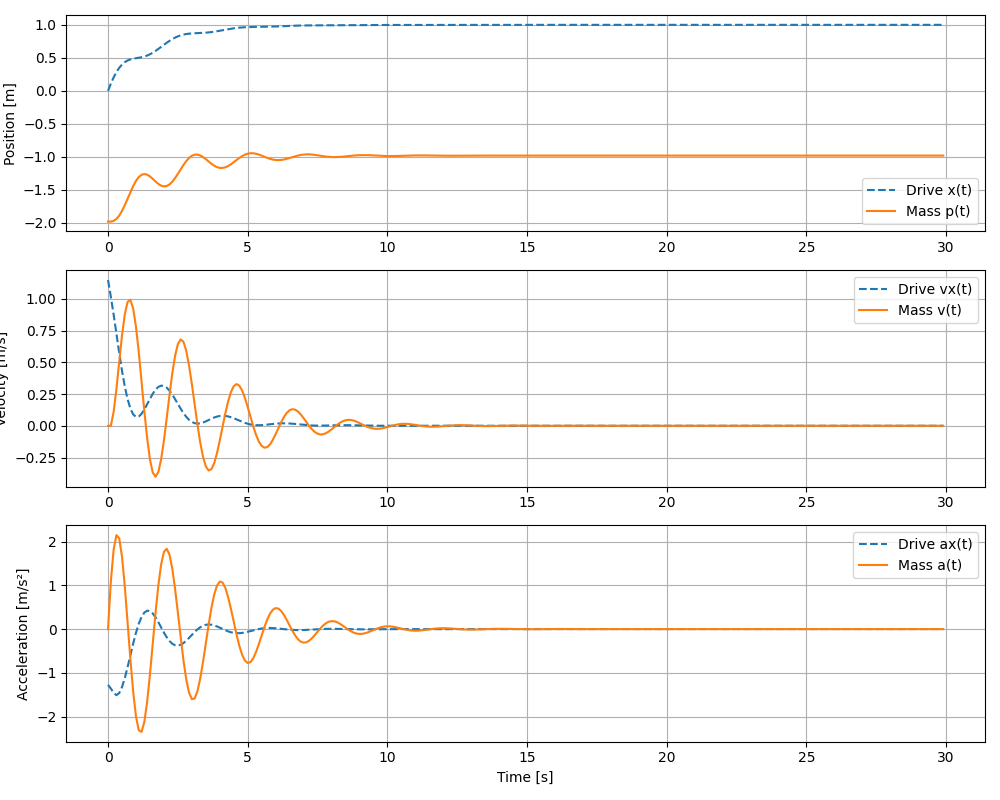 Position [m]
1.0
0.5
0.0
−0.5
−1.0
−1.5
−2.0
Drive x(t)
Mass p(t)
0 5 10 15 20 25 30
[m/s]
1.00
0.75
0.50
0.25
0.00
−0.25
Drive vx(t)
Mass v(t)
0 5 10 15 20 25 30
Acceleration [m/s²]
2
1
0
−1
−2
Drive ax(t)
Mass a(t)
0 5 10 15 20 25 30
Time [s]